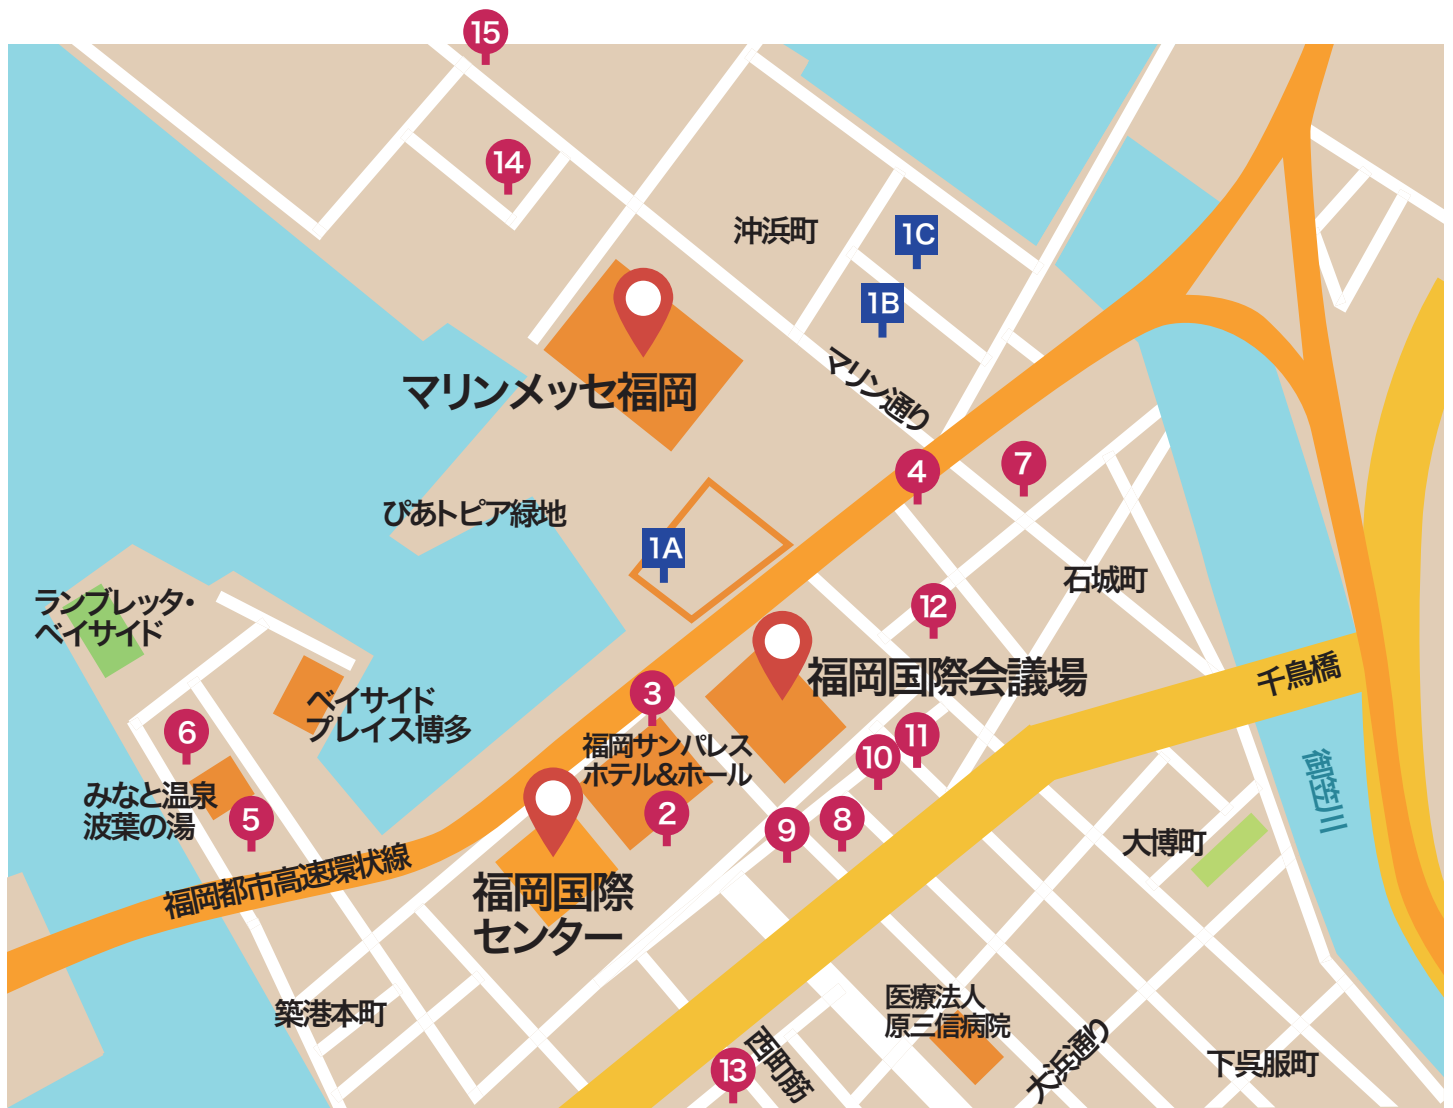 15
14
沖浜町
1C
1B
マリンメッセ福岡
マリン通り
4
7
ぴあトピア緑地
1A
石城町
ランブレッタ・
ベイサイド
12
福岡国際会議場
千鳥橋
3
ベイサイド
プレイス博多
6
福岡サンパレス
ホテル&ホール
11
10
御笠川
みなと温泉
波葉の湯
5
2
9
8
大博町
福岡都市高速環状線
福岡国際
センター
築港本町
医療法人
原三信病院
西町筋
大浜通り
下呉服町
13